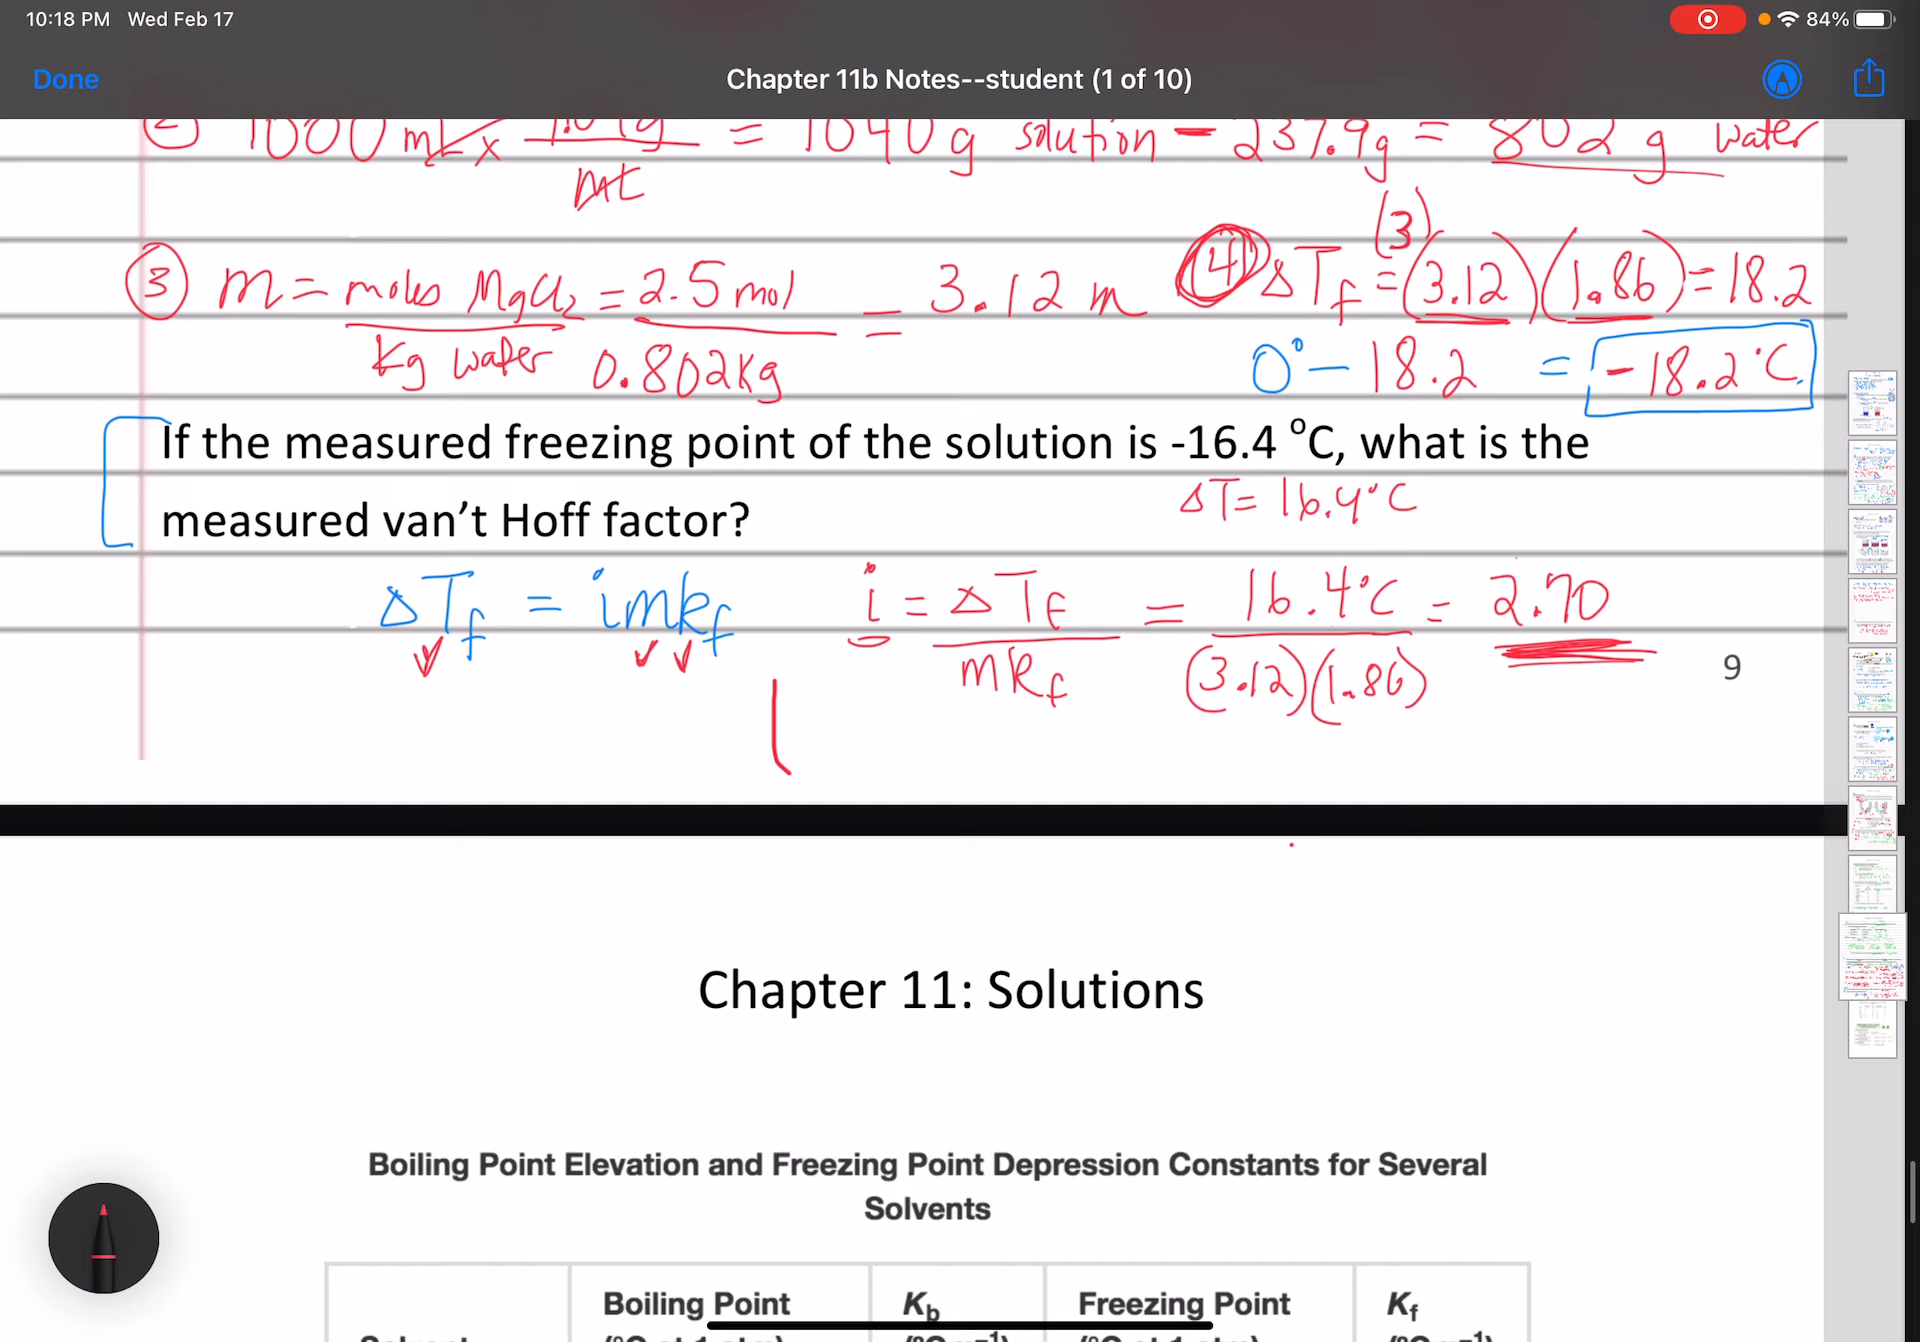 10:18 PM Wed Feb 17
84%
Done
Chapter 11b Notes--student (1 of 10)
② 1000 mL x 1.04g = 1040 g solution - 237.9g = 802 g water
mL
③ m = moles MgCl2 = 2.5 mol = 3.12 m
kg water 0.802kg
④ ΔTf = (3)(3.12)(1.86) = 18.2
0° - 18.2 = -18.2°C
If the measured freezing point of the solution is -16.4 °C, what is the
measured van't Hoff factor?
ΔT = 16.4°C
ΔTf = imkf
i = ΔTf = 16.4°C = 2.70
mkf (3.12)(1.86)
9
Chapter 11: Solutions
Boiling Point Elevation and Freezing Point Depression Constants for Several
Solvents
Boiling Point Kb Freezing Point Kf